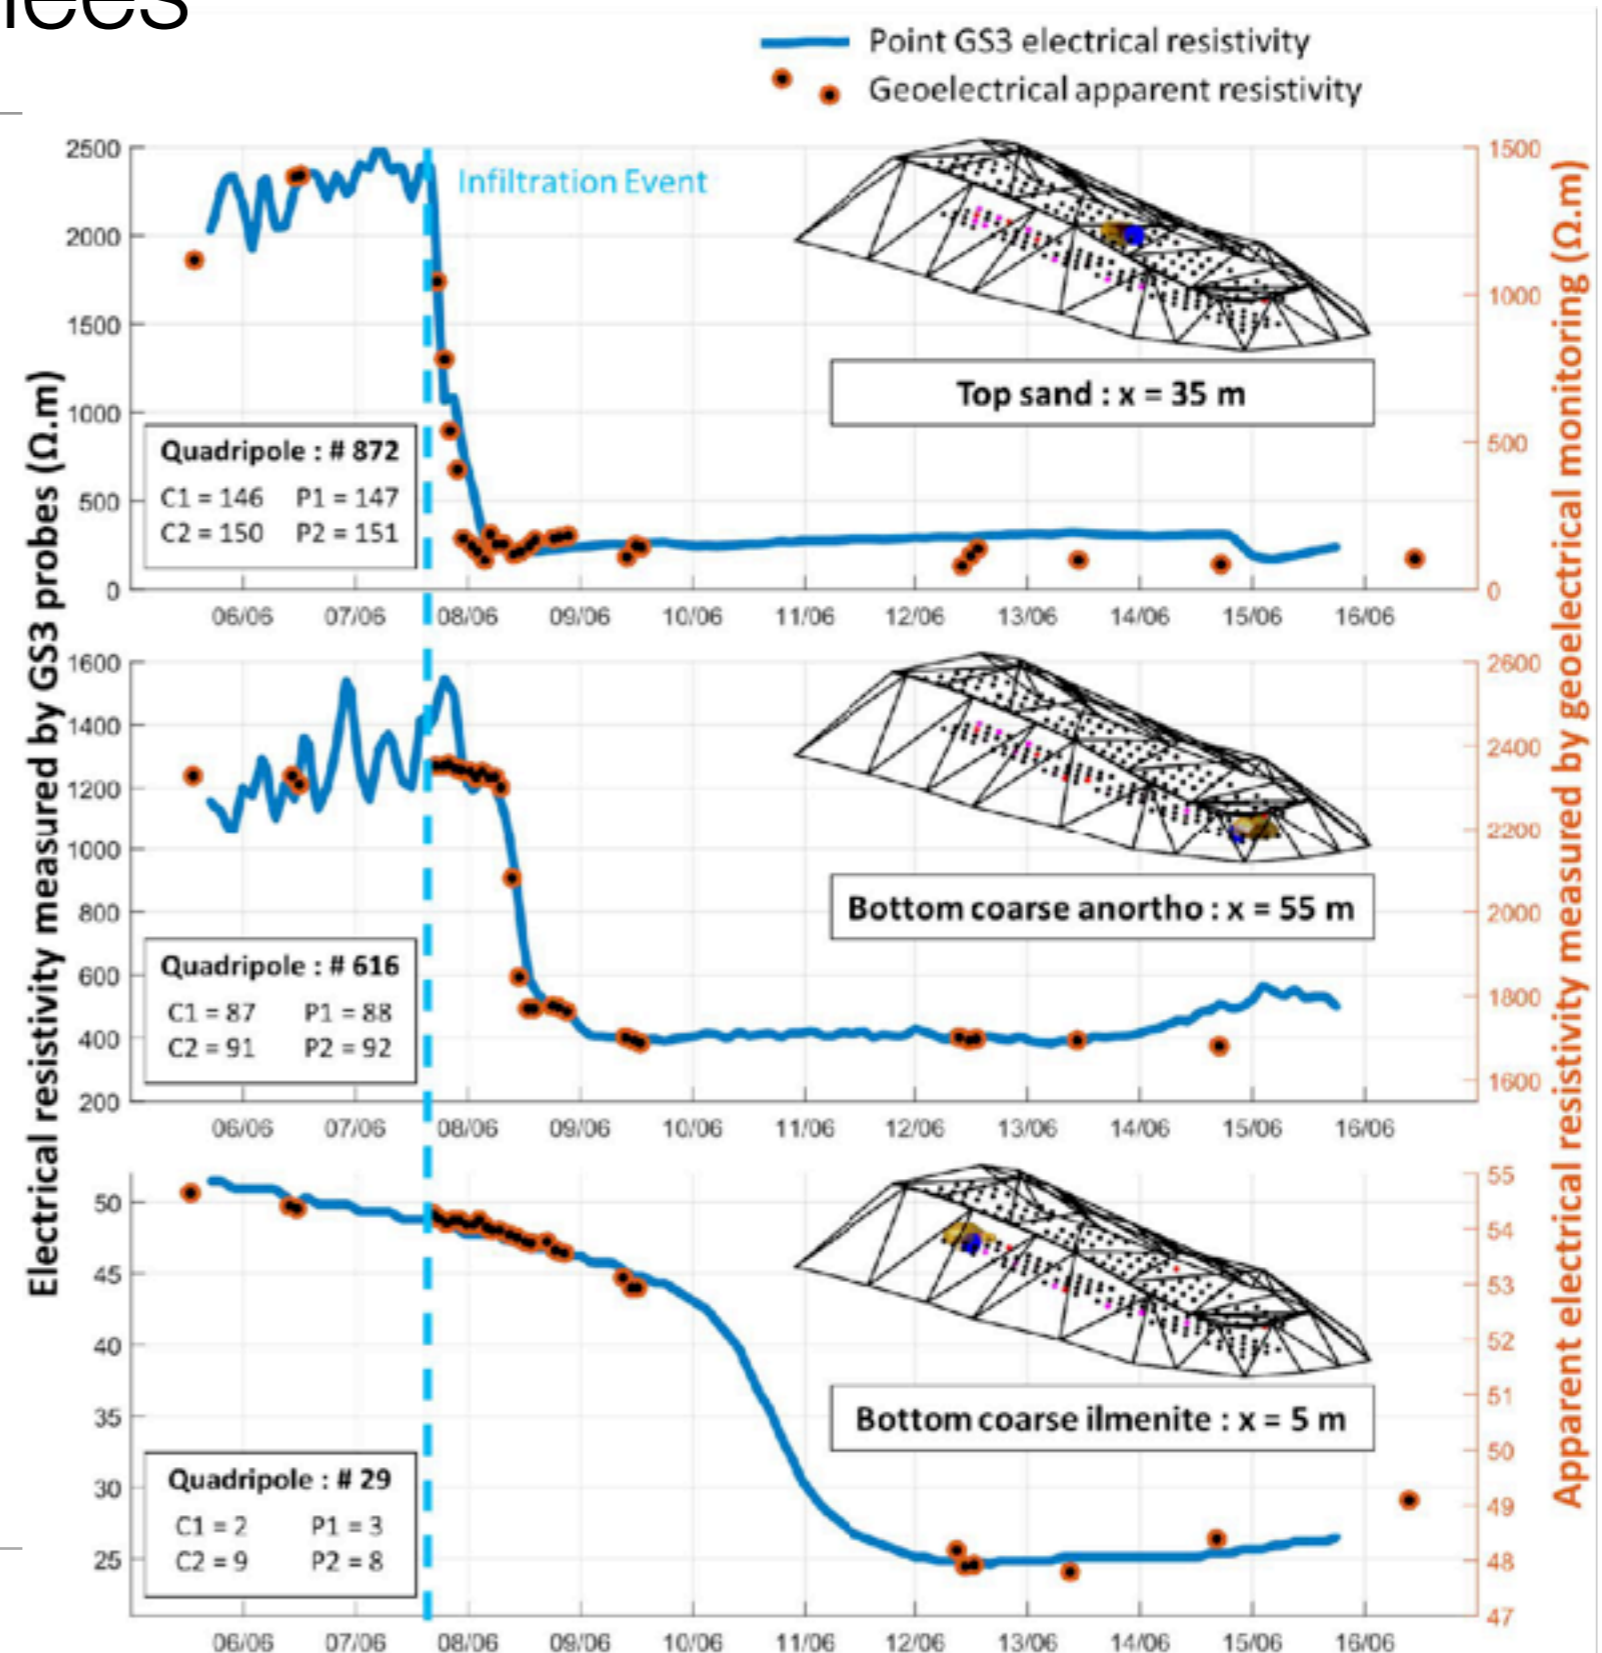 Point GS3 electrical resistivity
Geoelectrical apparent resistivity
Electrical resistivity measured by GS3 probes (Ω.m)
Apparent electrical resistivity measured by geoelectrical monitoring (Ω.m)
2500
2000
1500
1000
500
0
1500
1000
500
0
Infiltration Event
Top sand : x = 35 m
Quadripole : # 872
C1 = 146 P1 = 147
C2 = 150 P2 = 151
06/06 07/06 08/06 09/06 10/06 11/06 12/06 13/06 14/06 15/06 16/06
1600
1400
1200
1000
800
600
400
200
2600
2400
2200
2000
1800
1600
Bottom coarse anortho : x = 55 m
Quadripole : # 616
C1 = 87 P1 = 88
C2 = 91 P2 = 92
06/06 07/06 08/06 09/06 10/06 11/06 12/06 13/06 14/06 15/06 16/06
50
45
40
35
30
25
55
54
53
52
51
50
49
48
47
Bottom coarse ilmenite : x = 5 m
Quadripole : # 29
C1 = 2 P1 = 3
C2 = 9 P2 = 8
06/06 07/06 08/06 09/06 10/06 11/06 12/06 13/06 14/06 15/06 16/06